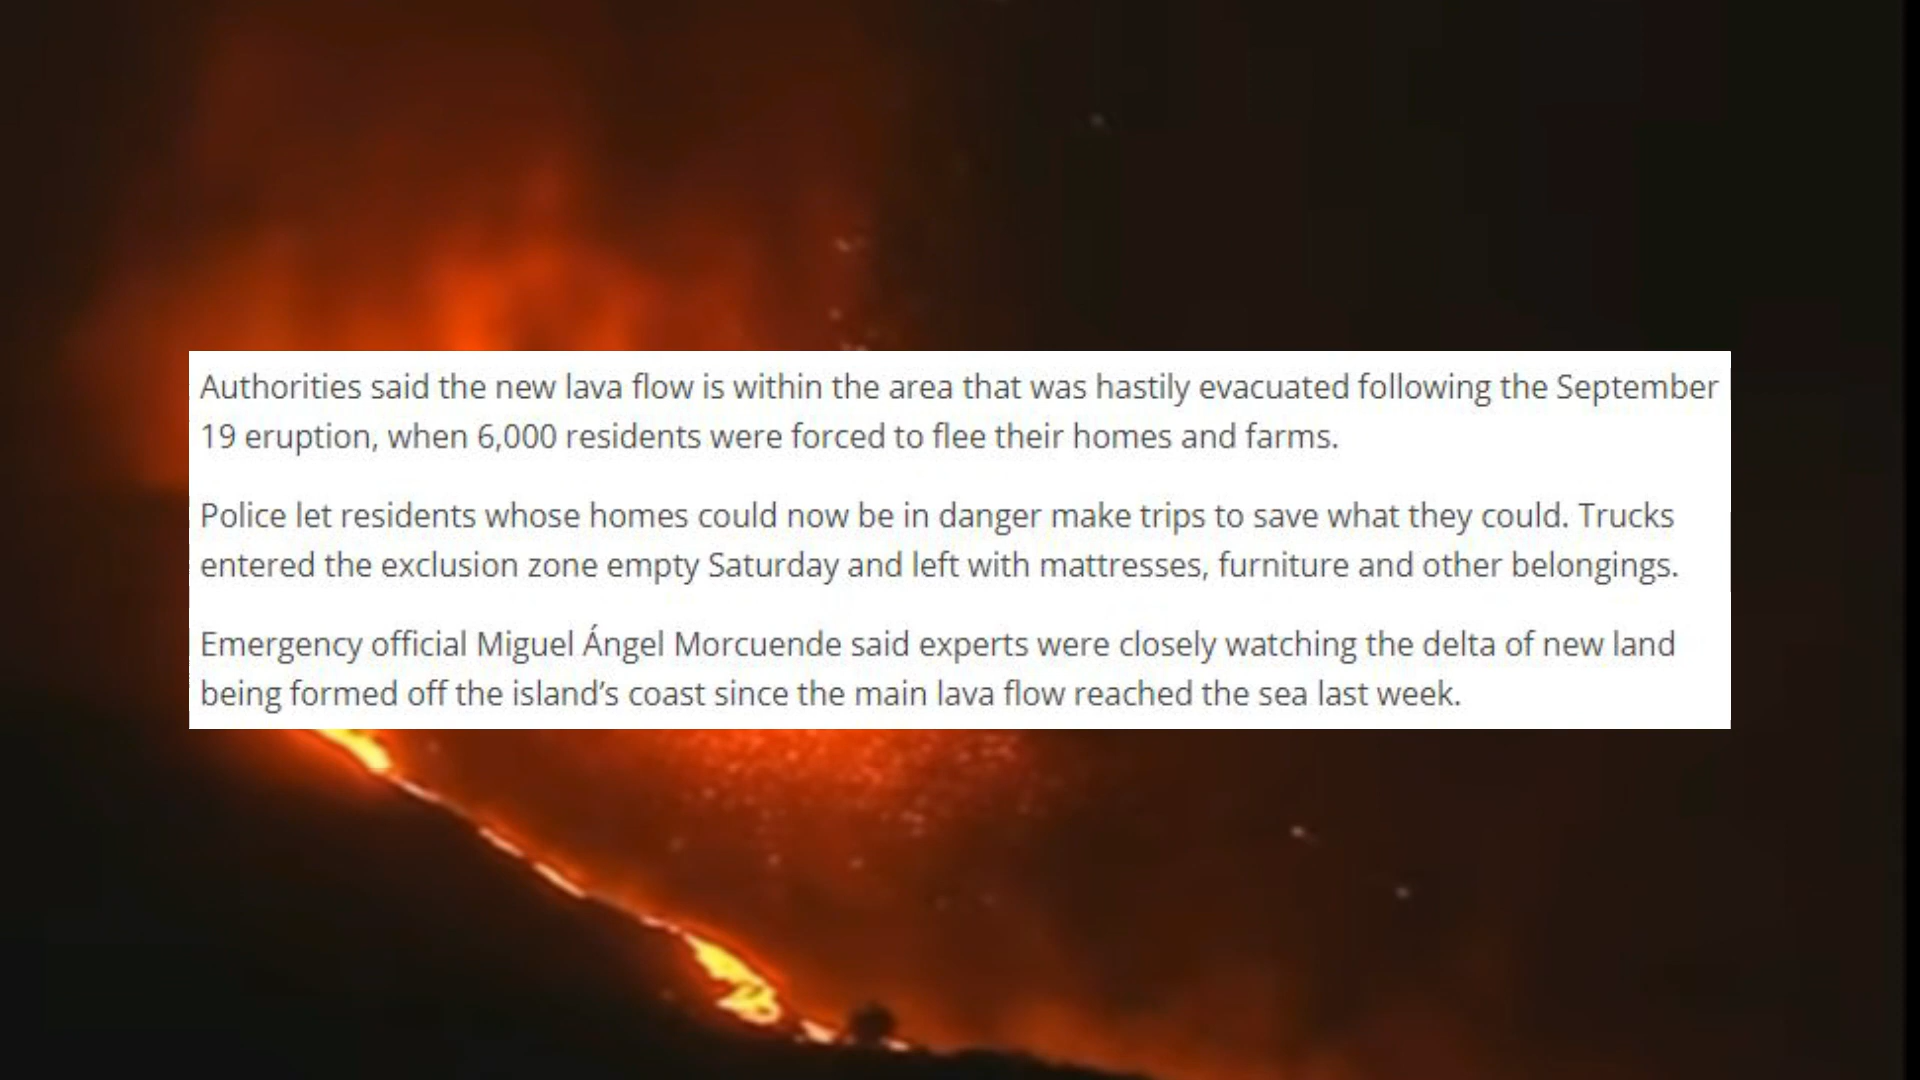 Authorities said the new lava flow is within the area that was hastily evacuated following the September
19 eruption, when 6,000 residents were forced to flee their homes and farms.
Police let residents whose homes could now be in danger make trips to save what they could. Trucks
entered the exclusion zone empty Saturday and left with mattresses, furniture and other belongings.
Emergency official Miguel Ángel Morcuende said experts were closely watching the delta of new land
being formed off the island’s coast since the main lava flow reached the sea last week.